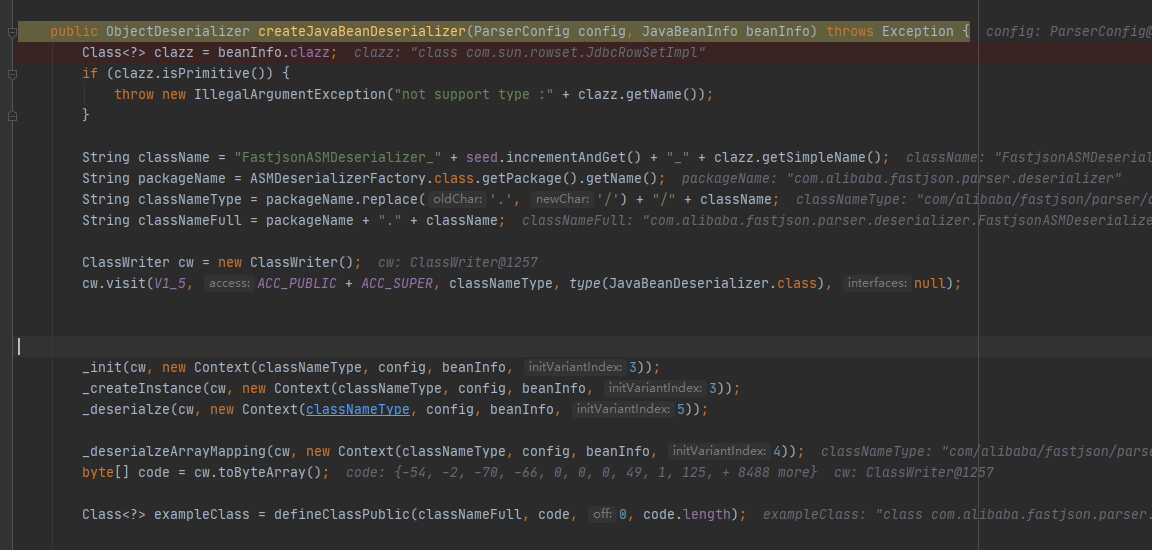 public ObjectDeserializer createJavaBeanDeserializer(ParserConfig config, JavaBeanInfo beanInfo) throws Exception {  config: ParserConfig@
Class<?> clazz = beanInfo.clazz;  clazz: "class com.sun.rowset.JdbcRowSetImpl"
if (clazz.isPrimitive()) {
throw new IllegalArgumentException("not support type :" + clazz.getName());
}
String className = "FastjsonASMDeserializer_" + seed.incrementAndGet() + "_" + clazz.getSimpleName();  className: "FastjsonASMDeserial
String packageName = ASMDeserializerFactory.class.getPackage().getName();  packageName: "com.alibaba.fastjson.parser.deserializer"
String classNameType = packageName.replace( oldChar: '.', newChar: '/') + "/" + className;  classNameType: "com/alibaba/fastjson/parser/d
String classNameFull = packageName + "." + className;  classNameFull: "com.alibaba.fastjson.parser.deserializer.FastjsonASMDeserialize
ClassWriter cw = new ClassWriter();  cw: ClassWriter@1257
cw.visit(V1_5, access: ACC_PUBLIC + ACC_SUPER, classNameType, type(JavaBeanDeserializer.class), interfaces: null);
_init(cw, new Context(classNameType, config, beanInfo, initVariantIndex: 3));
_createInstance(cw, new Context(classNameType, config, beanInfo, initVariantIndex: 3));
_deserialze(cw, new Context(classNameType, config, beanInfo, initVariantIndex: 5));
_deserialzeArrayMapping(cw, new Context(classNameType, config, beanInfo, initVariantIndex: 4));  classNameType: "com/alibaba/fastjson/parse
byte[] code = cw.toByteArray();  code: {-54, -2, -70, -66, 0, 0, 0, 49, 1, 125, + 8488 more}  cw: ClassWriter@1257
Class<?> exampleClass = defineClassPublic(classNameFull, code, off: 0, code.length);  exampleClass: "class com.alibaba.fastjson.parser.